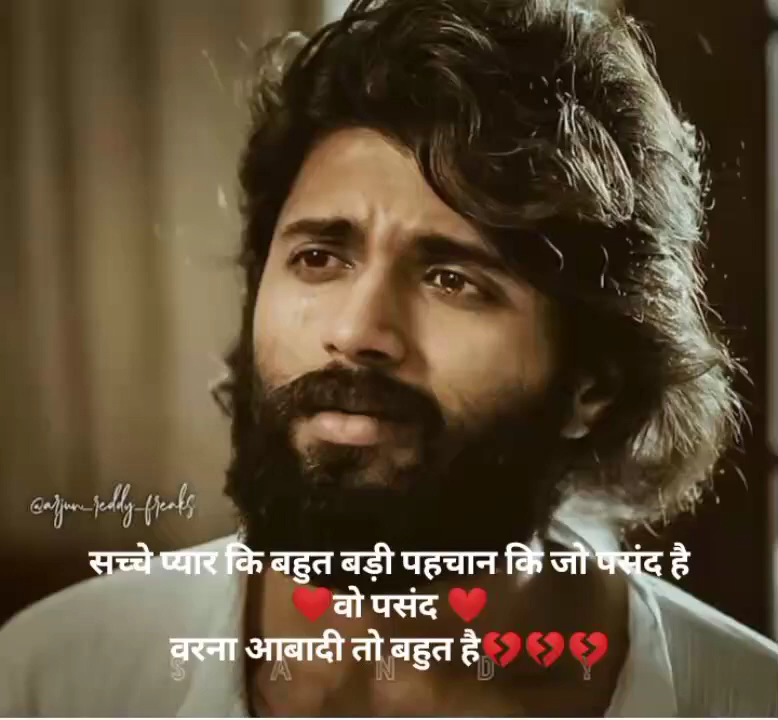 @arjun_reddy_freaks
सच्चे प्यार कि बहुत बड़ी पहचान कि जो पसंद है
❤️वो पसंद ❤️
वरना आबादी तो बहुत है💔💔💔
S A N D Y